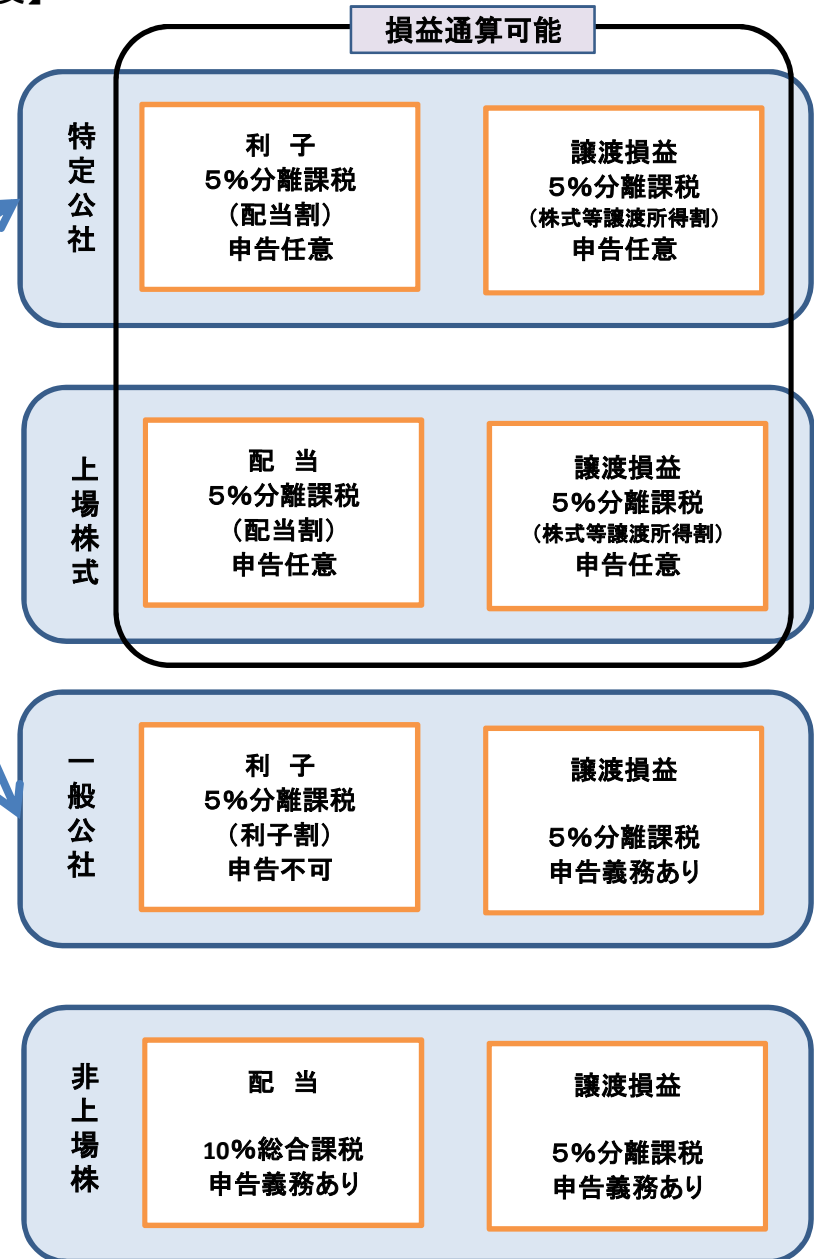 】
損益通算可能
特定公社
利 子
5%分離課税
(配当割)
申告任意
譲渡損益
5%分離課税
(株式等譲渡所得割)
申告任意
上場株式
配 当
5%分離課税
(配当割)
申告任意
譲渡損益
5%分離課税
(株式等譲渡所得割)
申告任意
一般公社
利 子
5%分離課税
(利子割)
申告不可
譲渡損益
5%分離課税
申告義務あり
非上場株
配 当
10%総合課税
申告義務あり
譲渡損益
5%分離課税
申告義務あり